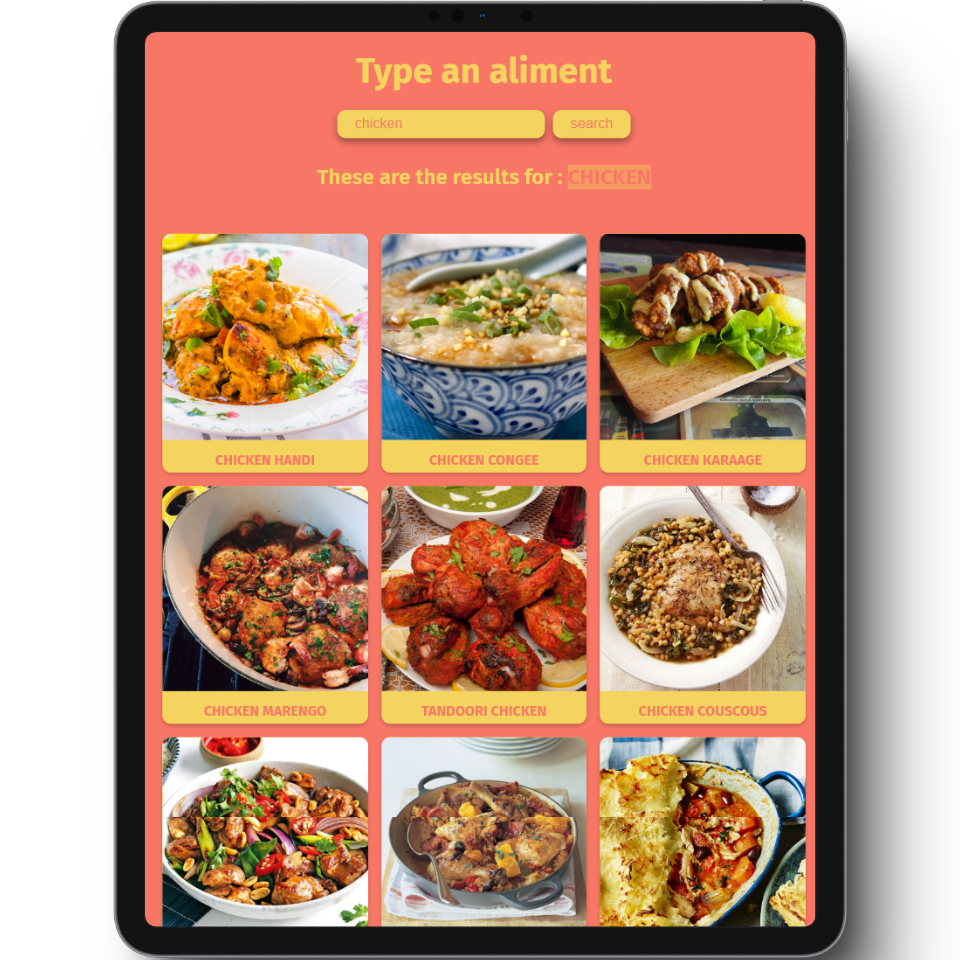 Type an aliment
chicken
search
These are the results for : CHICKEN
CHICKEN HANDI
CHICKEN CONGEE
CHICKEN KARAAGE
CHICKEN MARENGO
TANDOORI CHICKEN
CHICKEN COUSCOUS